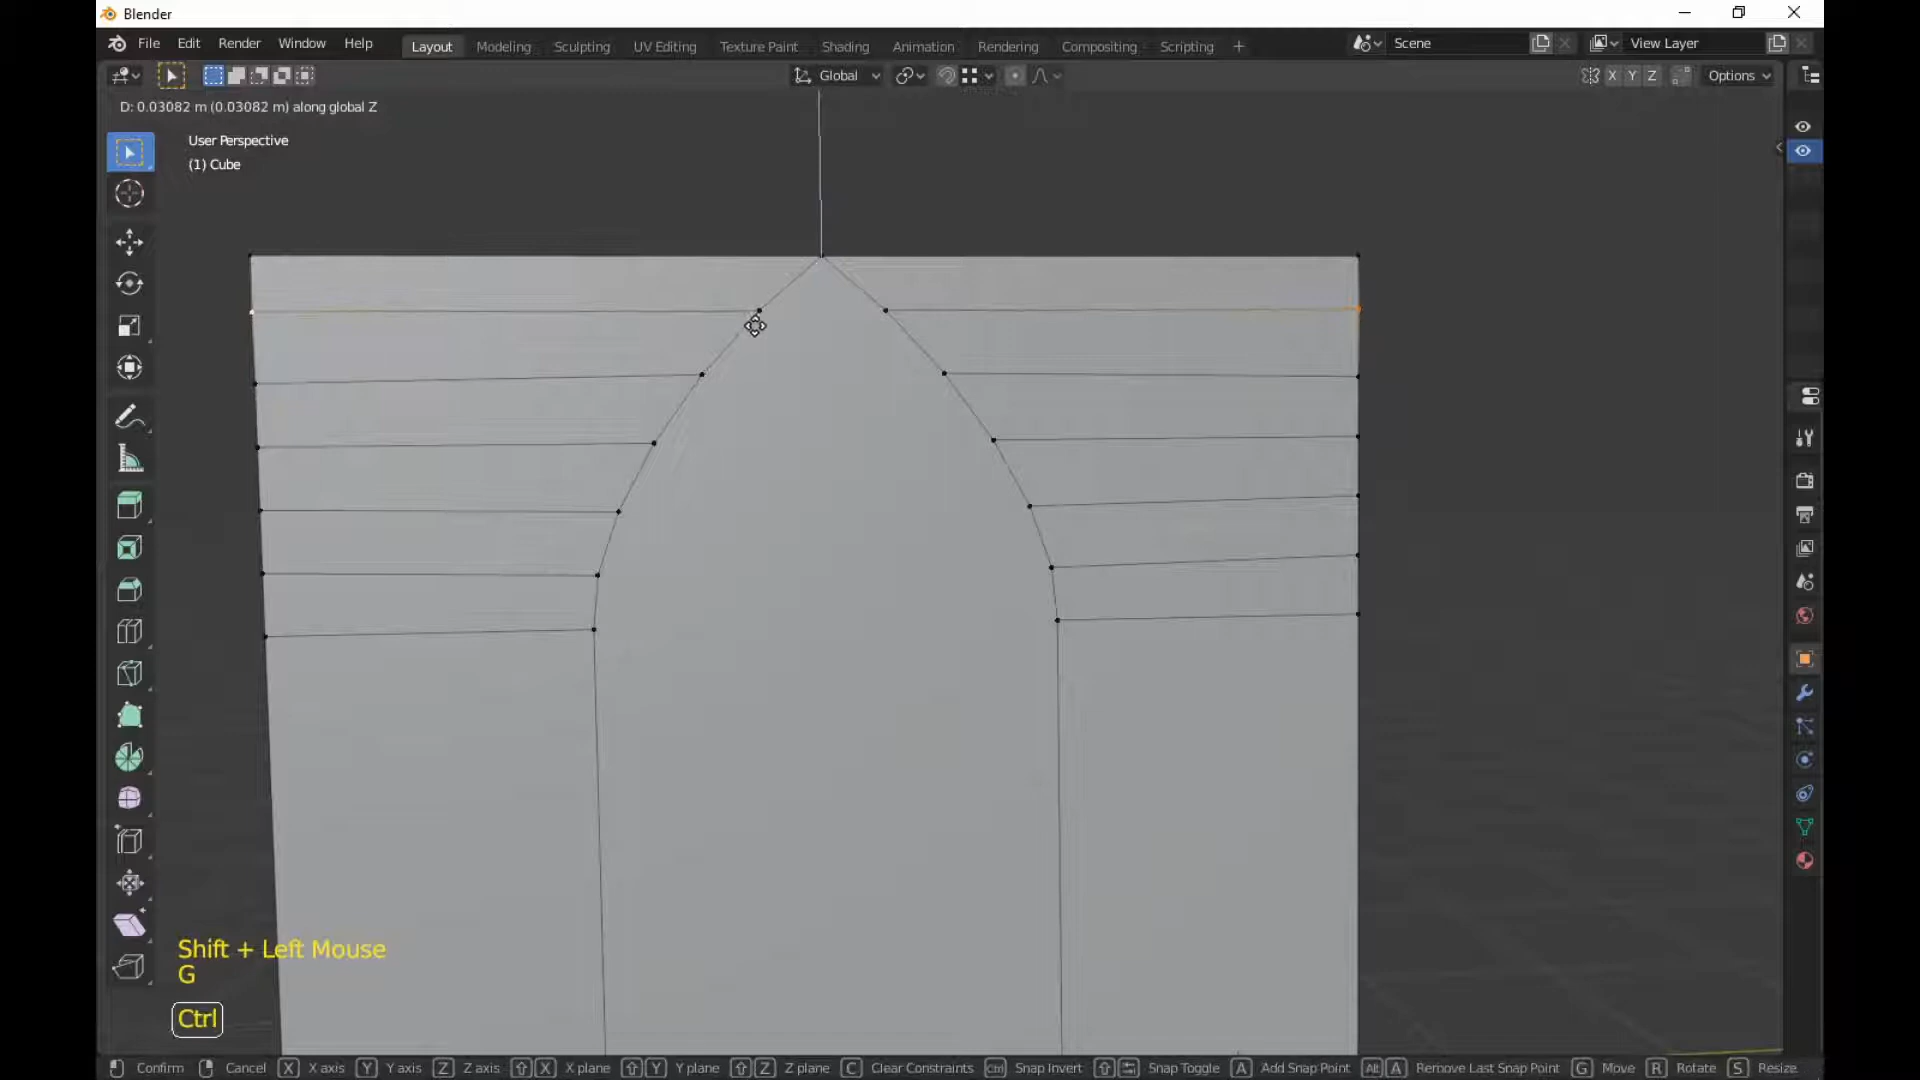 Blender
File Edit Render Window Help Layout Modeling Sculpting UV Editing Texture Paint Shading Animation Rendering Compositing Scripting + Scene View Layer
Global X Y Z Options
D: 0.03082 m (0.03082 m) along global Z
User Perspective
(1) Cube
Shift + Left Mouse
G
Ctrl
Confirm Cancel X X axis Y Y axis Z Z axis X X plane Y Y plane Z Z plane C Clear Constraints Ctrl Snap Invert Snap Toggle A Add Snap Point Alt A Remove Last Snap Point G Move R Rotate S Resize